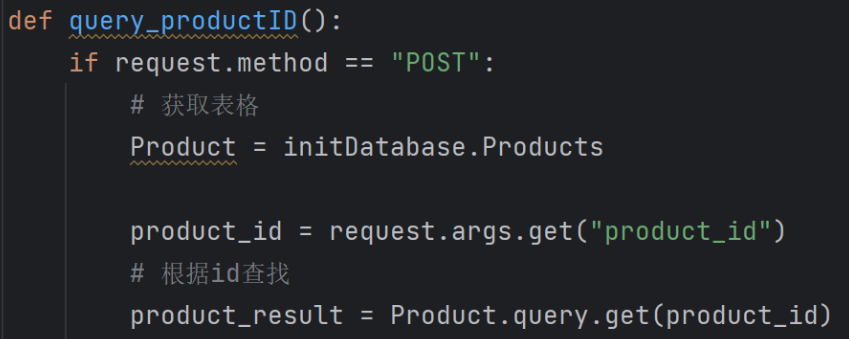 def query_productID():
    if request.method == "POST":
        # 获取表格
        Product = initDatabase.Products
        product_id = request.args.get("product_id")
        # 根据id查找
        product_result = Product.query.get(product_id)